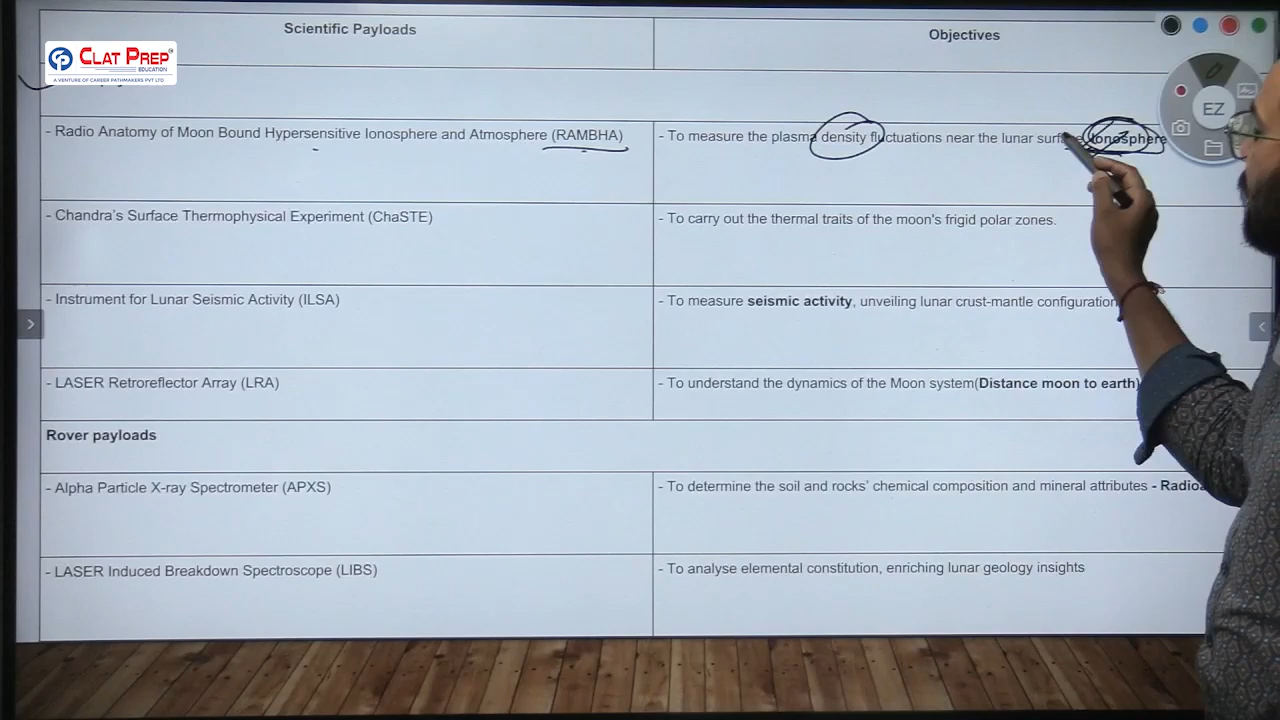 Scientific Payloads
Objectives
CLAT PREP
EDUCATION
A VENTURE OF CAREER PATHMAKERS PVT LTD
EZ
- Radio Anatomy of Moon Bound Hypersensitive Ionosphere and Atmosphere (RAMBHA)
- To measure the plasma density fluctuations near the lunar surface Ionosphere
- Chandra's Surface Thermophysical Experiment (ChaSTE)
- To carry out the thermal traits of the moon's frigid polar zones.
- Instrument for Lunar Seismic Activity (ILSA)
- To measure seismic activity, unveiling lunar crust-mantle configuration
- LASER Retroreflector Array (LRA)
- To understand the dynamics of the Moon system(Distance moon to earth)
Rover payloads
- Alpha Particle X-ray Spectrometer (APXS)
- To determine the soil and rocks' chemical composition and mineral attributes -
- LASER Induced Breakdown Spectroscope (LIBS)
- To analyse elemental constitution, enriching lunar geology insights